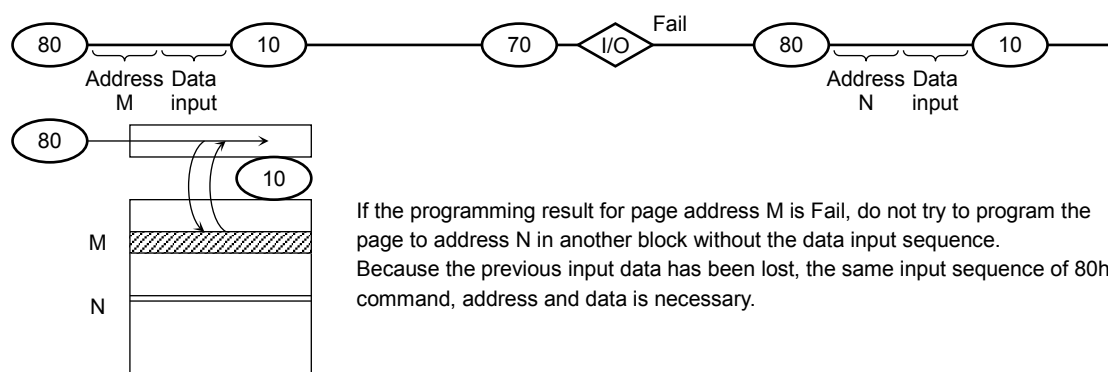 Fail
80 10 70 I/O 80 10
Address Data Address Data
M input N input
80
10
If the programming result for page address M is Fail, do not try to program the
M
page to address N in another block without the data input sequence.
Because the previous input data has been lost, the same input sequence of 80h
N
command, address and data is necessary.